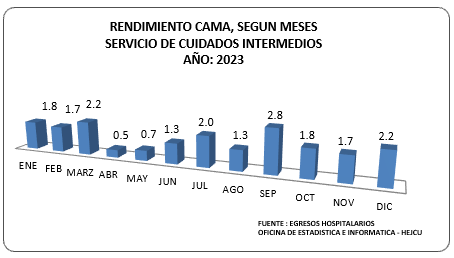 RENDIMIENTO CAMA, SEGUN MESES
SERVICIO DE CUIDADOS INTERMEDIOS
AÑO: 2023
1.8 1.7 2.2 0.5 0.7 1.3 2.0 1.3 2.8 1.8 1.7 2.2
ENE FEB MARZ ABR MAY JUN JUL AGO SEP OCT NOV DIC
FUENTE : EGRESOS HOSPITALARIOS
OFICINA DE ESTADISTICA E INFORMATICA - HEJCU